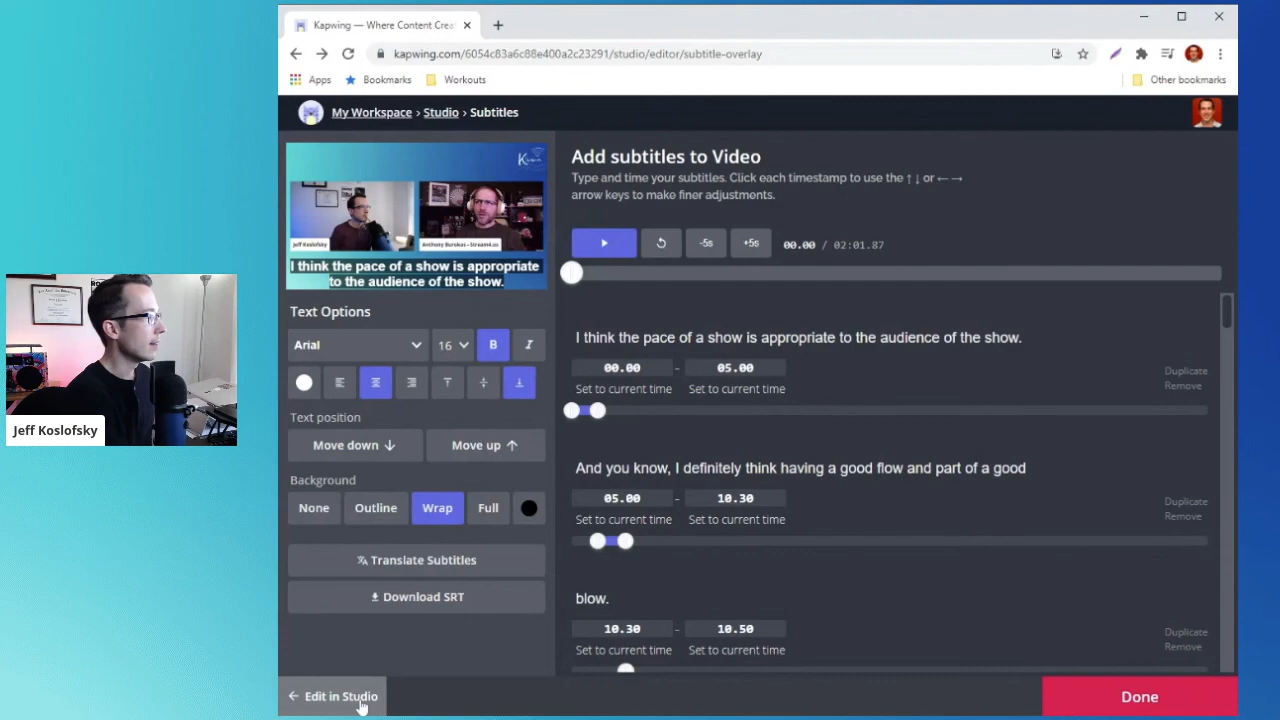 Kapwing — Where Content Crea
kapwing.com/6054c83a6c88e400a2c23291/studio/editor/subtitle-overlay
Apps
Bookmarks
Workouts
Other bookmarks
My Workspace › Studio › Subtitles
Jeff Koslofsky
Anthony Burokas - Stream4.us
I think the pace of a show is appropriate
to the audience of the show.
Text Options
Arial
16
B
I
Text position
Move down ↓
Move up ↑
Background
None
Outline
Wrap
Full
Translate Subtitles
Download SRT
← Edit in Studio
Add subtitles to Video
Type and time your subtitles. Click each timestamp to use the ↑ ↓ or ← →
arrow keys to make finer adjustments.
-5s
+5s
00.00 / 02:01.87
I think the pace of a show is appropriate to the audience of the show.
00.00 - 05.00
Set to current time
Set to current time
Duplicate
Remove
And you know, I definitely think having a good flow and part of a good
05.00 - 10.30
Set to current time
Set to current time
Duplicate
Remove
blow.
10.30 - 10.50
Set to current time
Set to current time
Duplicate
Remove
Done
Jeff Koslofsky